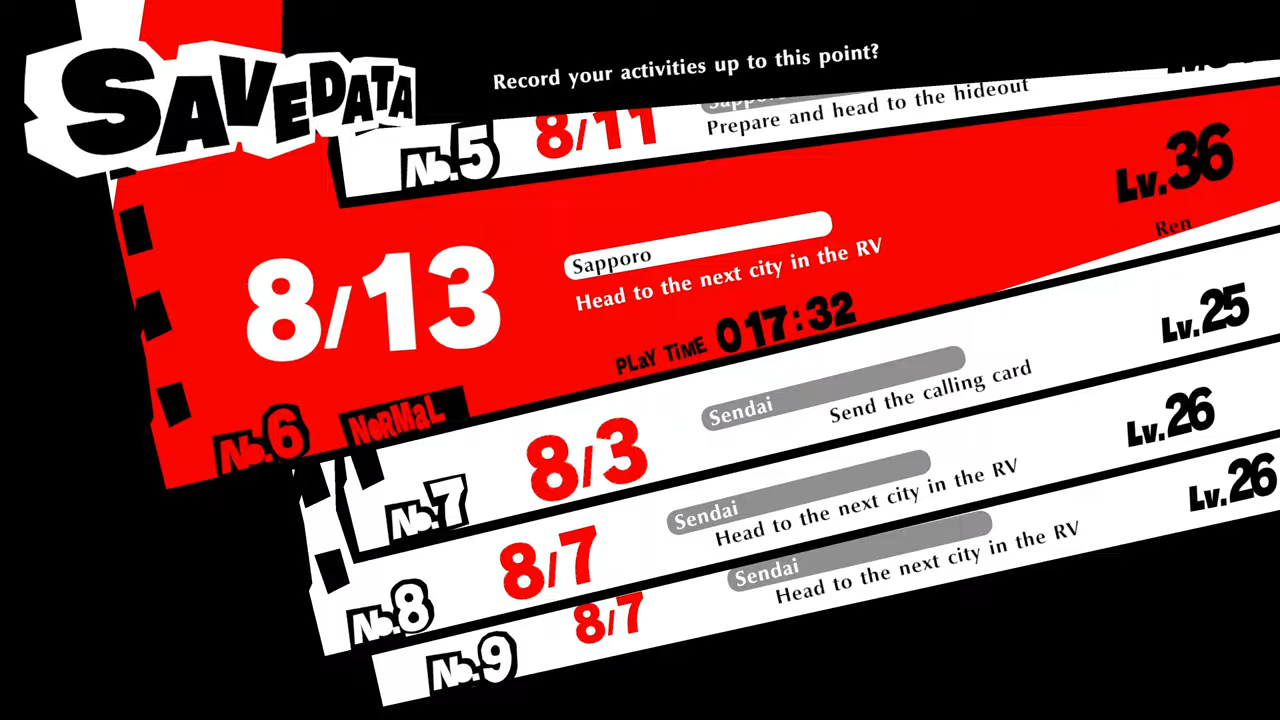 SAVEDATA
Record your activities up to this point?
No.5 8/11
Prepare and head to the hideout
No.6 NoRMaL 8/13
Sapporo
Head to the next city in the RV
PLaY TiME 017:32
Lv.36
Ren
No.7 8/3
Sendai
Send the calling card
Lv.25
No.8 8/7
Sendai
Head to the next city in the RV
Lv.26
No.9 8/7
Sendai
Head to the next city in the RV
Lv.26